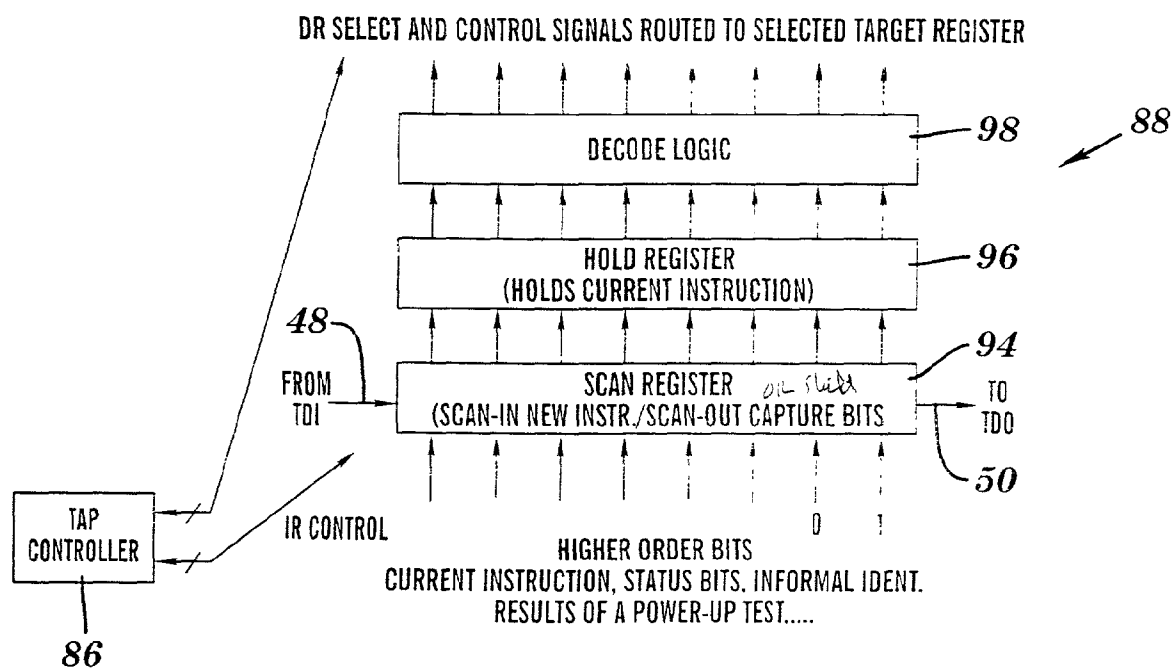 DR SELECT AND CONTROL SIGNALS ROUTED TO SELECTED TARGET REGISTER
98
88
DECODE LOGIC
HOLD REGISTER
(HOLDS CURRENT INSTRUCTION)
96
48
94
FROM
TDI
SCAN REGISTER or shift
(SCAN-IN NEW INSTR./SCAN-OUT CAPTURE BITS
TO
TDO
50
TAP
CONTROLLER
IR CONTROL
0 1
HIGHER ORDER BITS
CURRENT INSTRUCTION, STATUS BITS. INFORMAL IDENT.
RESULTS OF A POWER-UP TEST.....
86